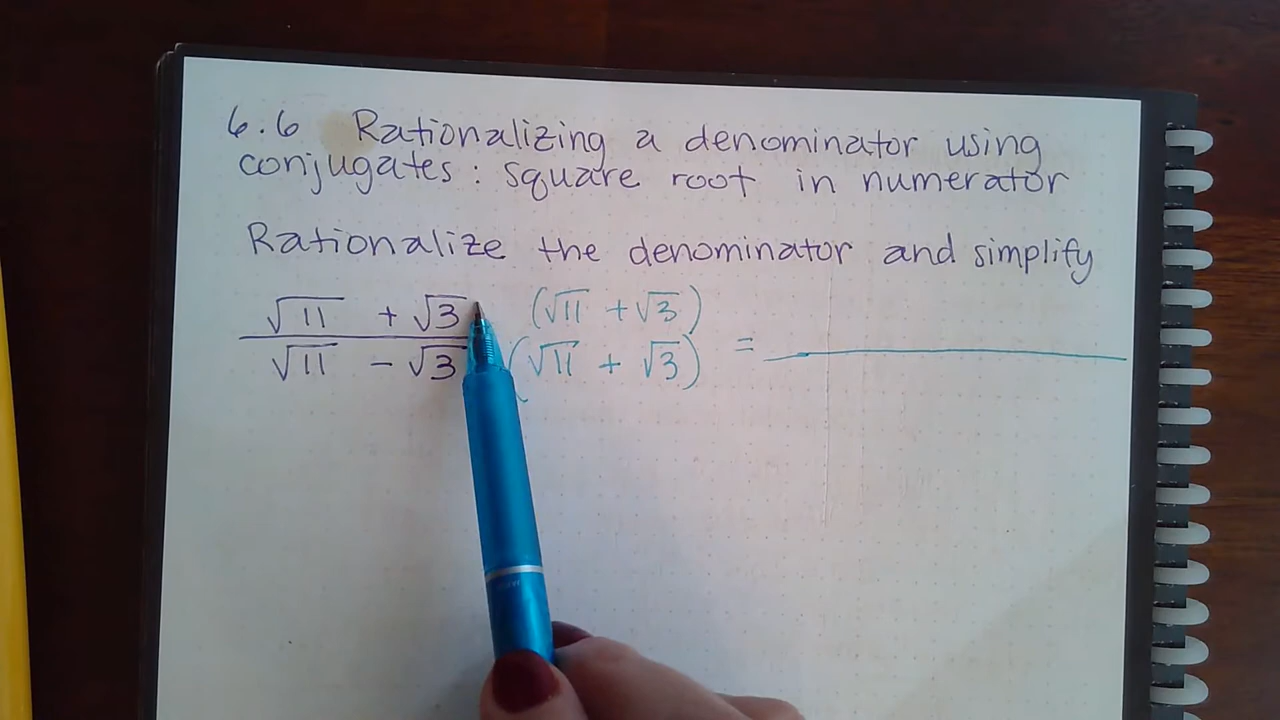 6.6 Rationalizing a denominator using
conjugates: square root in numerator
Rationalize the denominator and simplify
√11 + √3 (√11 + √3)
√11 - √3 (√11 + √3) =